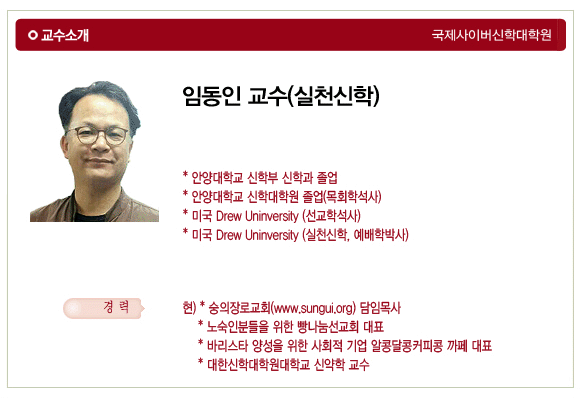 교수소개
국제사이버신학대학원
임동인 교수(실천신학)
* 안양대학교 신학부 신학과 졸업
* 안양대학교 신학대학원 졸업(목회학석사)
* 미국 Drew Uninversity (선교학석사)
* 미국 Drew Uninversity (실천신학, 예배학박사)
경 력
현) * 숭의장로교회(www.sungui.org) 담임목사
* 노숙인분들을 위한 빵나눔선교회 대표
* 바리스타 양성을 위한 사회적 기업 알콩달콩커피콩 까페 대표
* 대한신학대학원대학교 신약학 교수